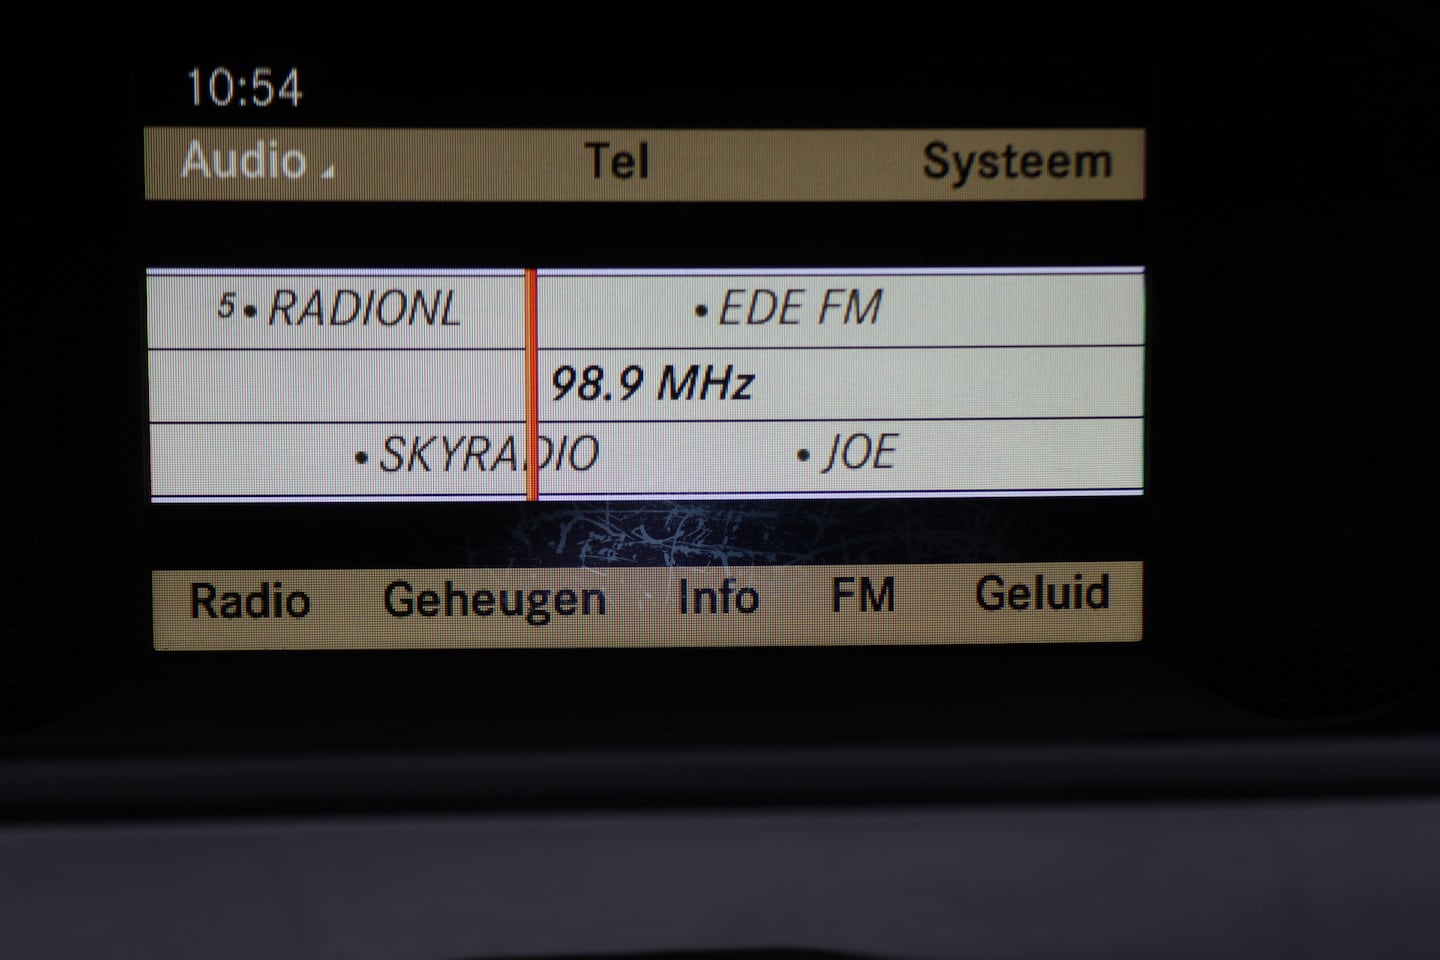 10:54
Audio Tel Systeem
5• RADIONL • EDE FM
98.9 MHz
• SKYRADIO • JOE
Radio Geheugen Info FM Geluid